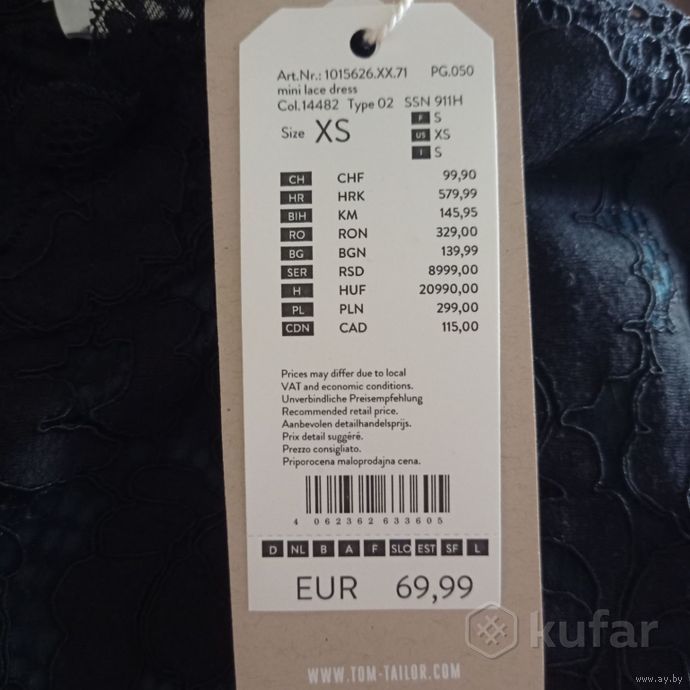 Art.Nr.: 1015626.XX.71 PG.050
mini lace dress
Col.14482 Type 02 SSN 911H
Size XS
F S
US XS
I S
CH CHF 99,90
HR HRK 579,99
BIH KM 145,95
RO RON 329,00
BG BGN 139,99
SER RSD 8999,00
H HUF 20990,00
PL PLN 299,00
CDN CAD 115,00
Prices may differ due to local
VAT and economic conditions.
Unverbindliche Preisempfehlung
Recommended retail price.
Aanbevolen detailhandelsprijs.
Prix detail suggéré.
Prezzo consigliato.
Priporocena maloprodajna cena.
4 062362 633605
D NL B A F SLO EST SF L
EUR 69,99
WWW.TOM-TAILOR.COM
kufar
www.ay.by